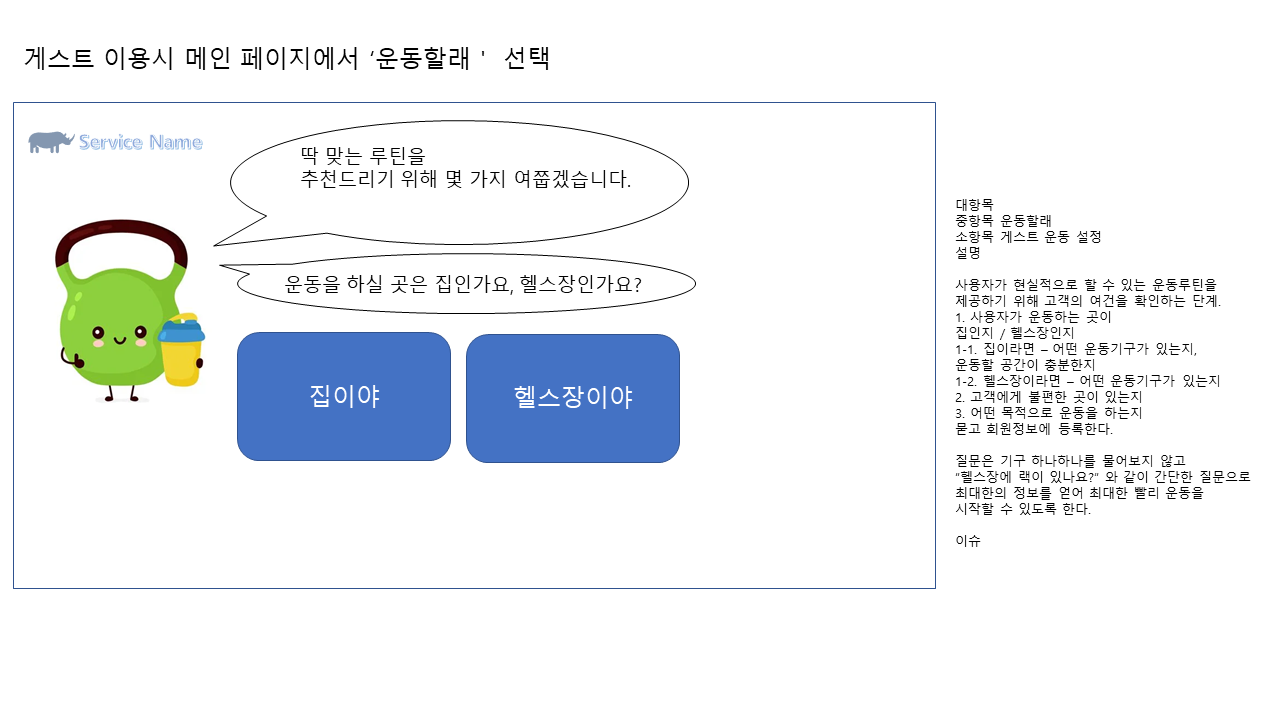 게스트 이용시 메인 페이지에서 ‘운동할래 ' 선택
Service Name
딱 맞는 루틴을
추천드리기 위해 몇 가지 여쭙겠습니다.
운동을 하실 곳은 집인가요, 헬스장인가요?
집이야
헬스장이야
대항목
중항목 운동할래
소항목 게스트 운동 설정
설명
사용자가 현실적으로 할 수 있는 운동루틴을
제공하기 위해 고객의 여건을 확인하는 단계.
1. 사용자가 운동하는 곳이
집인지 / 헬스장인지
1-1. 집이라면 – 어떤 운동기구가 있는지,
운동할 공간이 충분한지
1-2. 헬스장이라면 – 어떤 운동기구가 있는지
2. 고객에게 불편한 곳이 있는지
3. 어떤 목적으로 운동을 하는지
묻고 회원정보에 등록한다.
질문은 기구 하나하나를 물어보지 않고
“헬스장에 랙이 있나요?” 와 같이 간단한 질문으로
최대한의 정보를 얻어 최대한 빨리 운동을
시작할 수 있도록 한다.
이슈